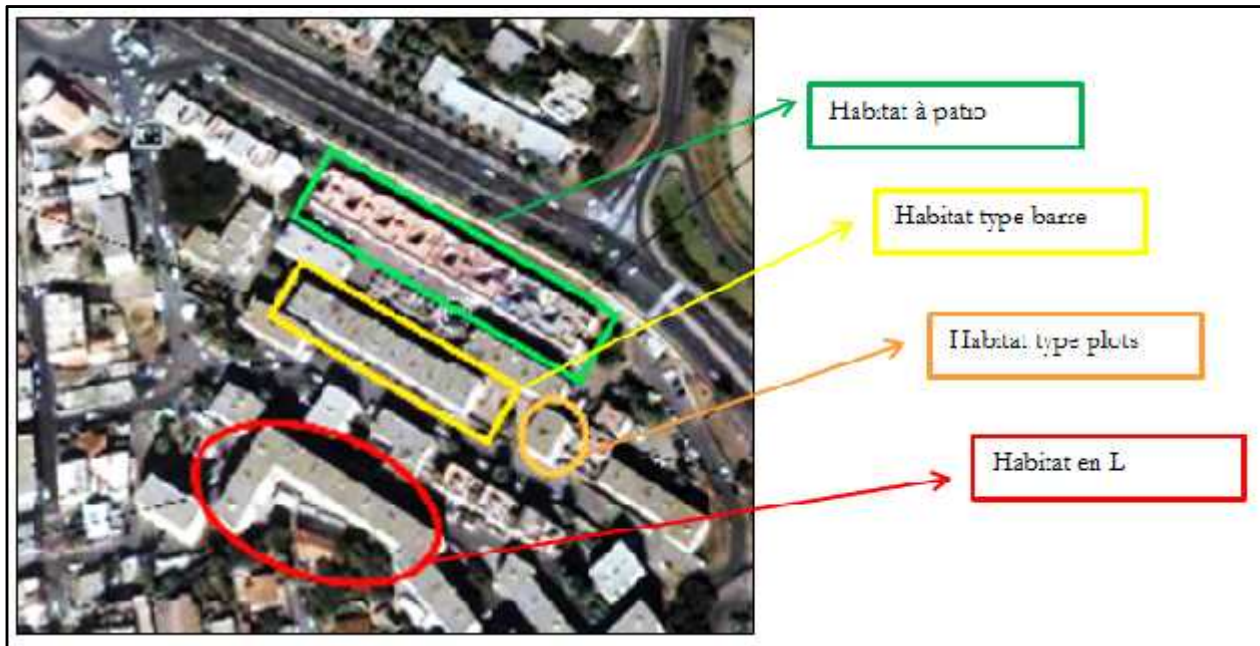 Habitat à patio
Habitat type barre
Habitat type plots
Habitat en L